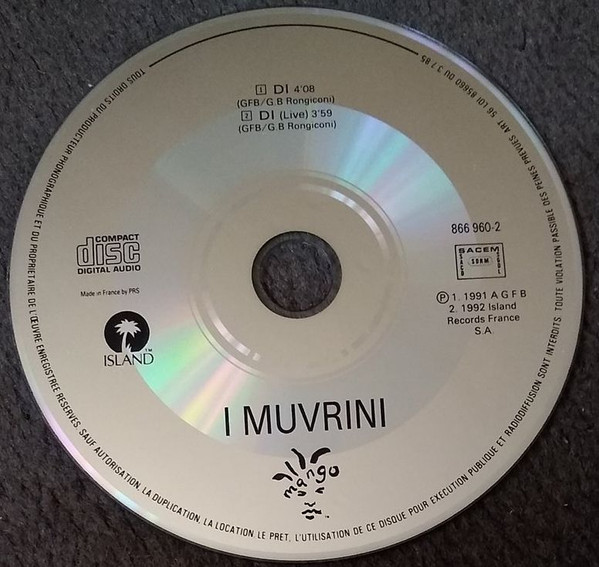 1 DI 4'08
(GFB/G.B Rongiconi)
2 DI (Live) 3'59
(GFB/G.B Rongiconi)
COMPACT
disc
DIGITAL AUDIO
Made in France by PRS
ISLAND™
866 960-2
SACEM
SDRM
SACD
SGDL
Ⓟ 1. 1991 A G F B
2. 1992 Island
Records France
S.A.
I MUVRINI
mango
TOUS DROITS DU PRODUCTEUR PHONOGRAPHIQUE ET DU PROPRIETAIRE DE L'ŒUVRE ENREGISTREE RESERVES. SAUF AUTORISATION, LA DUPLICATION, LA LOCATION, LE PRET, L'UTILISATION DE CE DISQUE POUR EXECUTION PUBLIQUE ET RADIODIFFUSION SONT INTERDITS. TOUTE VIOLATION PASSIBLE DES PEINES PREVUES ART. 56 LOI 85660 DU 3.7.85